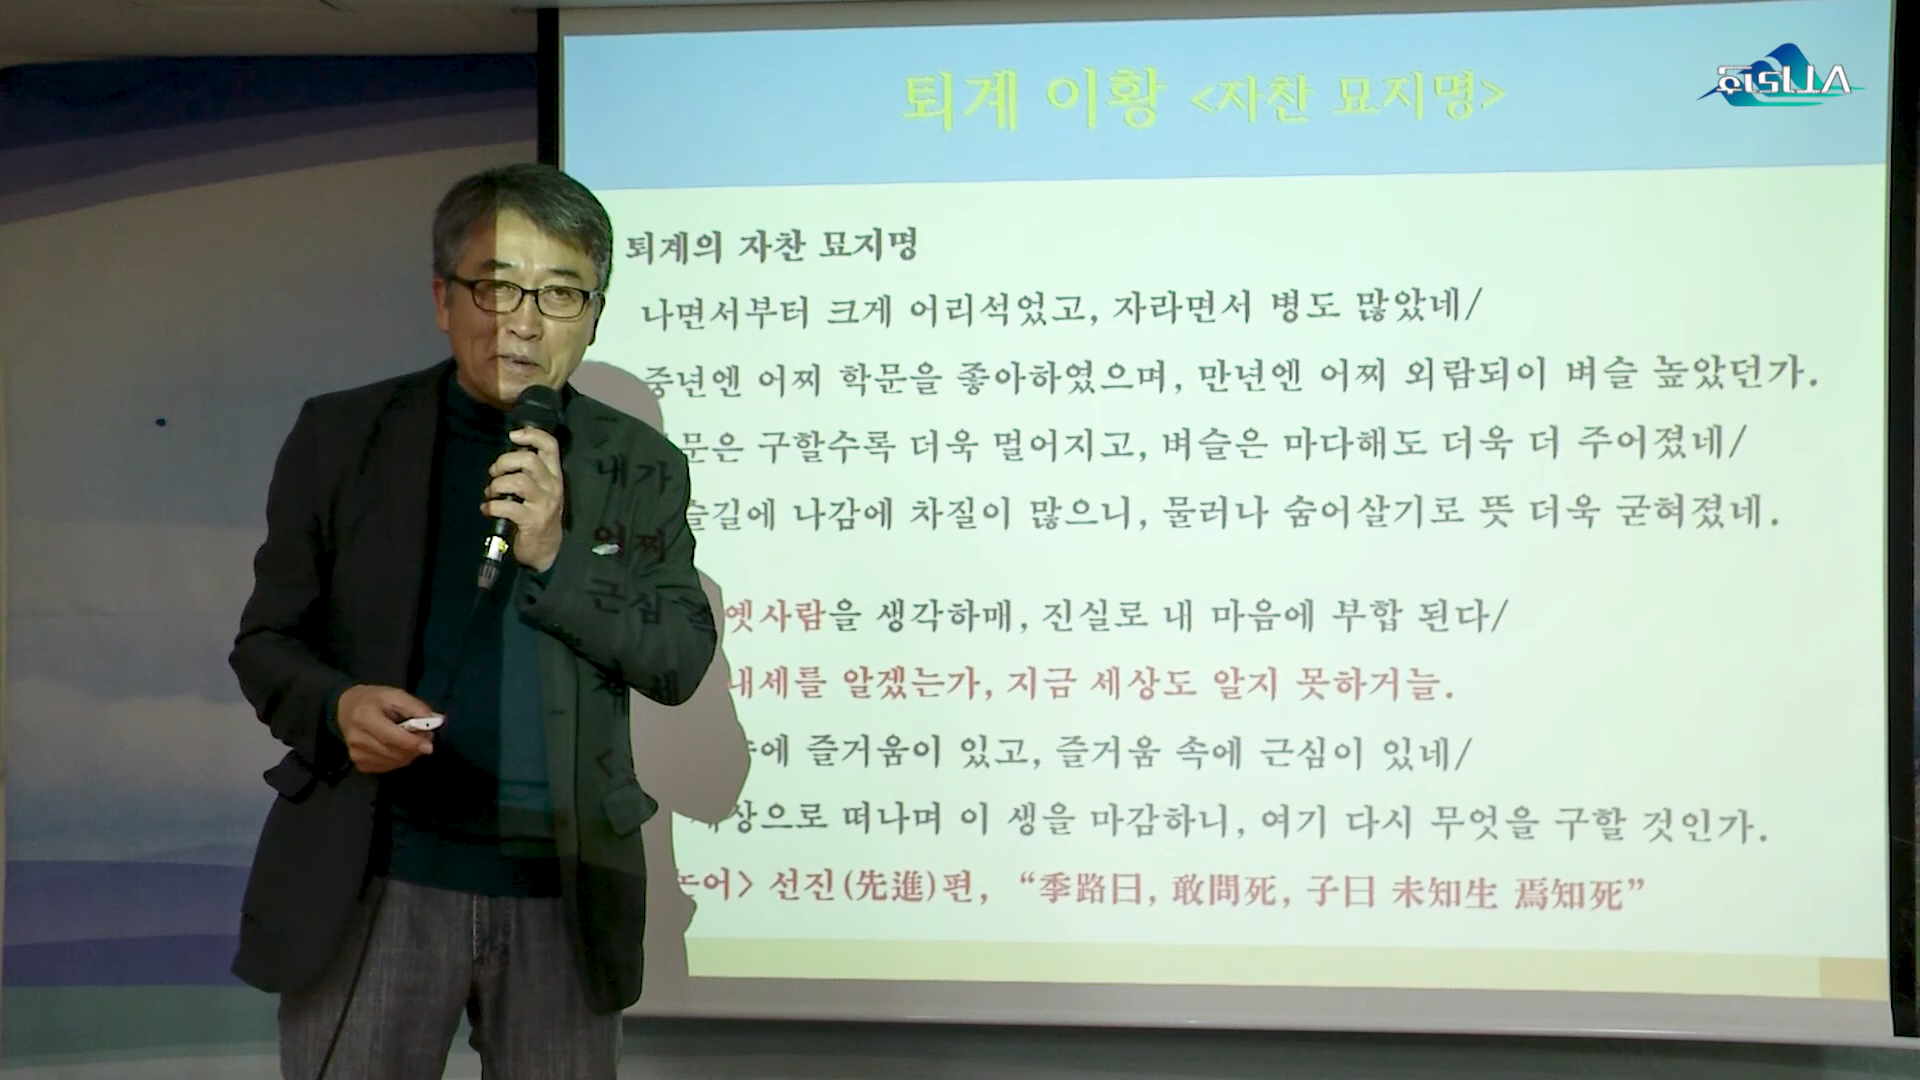 퇴계 이황 <자찬 묘지명>
퇴계의 자찬 묘지명
나면서부터 크게 어리석었고, 자라면서 병도 많았네/
중년엔 어찌 학문을 좋아하였으며, 만년엔 어찌 외람되이 벼슬 높았던가.
구할수록 더욱 멀어지고, 벼슬은 마다해도 더욱 더 주어졌네/
나감에 차질이 많으니, 물러나 숨어살기로 뜻 더욱 굳혀졌네.
내가 옛사람을 생각하매, 진실로 내 마음에 부합 된다/
어찌 내세를 알겠는가, 지금 세상도 알지 못하거늘.
근심 속에 즐거움이 있고, 즐거움 속에 근심이 있네/
떠나며 이 생을 마감하니, 여기 다시 무엇을 구할 것인가.
선진(先進)편, “季路曰, 敢問死, 子曰 未知生 焉知死”